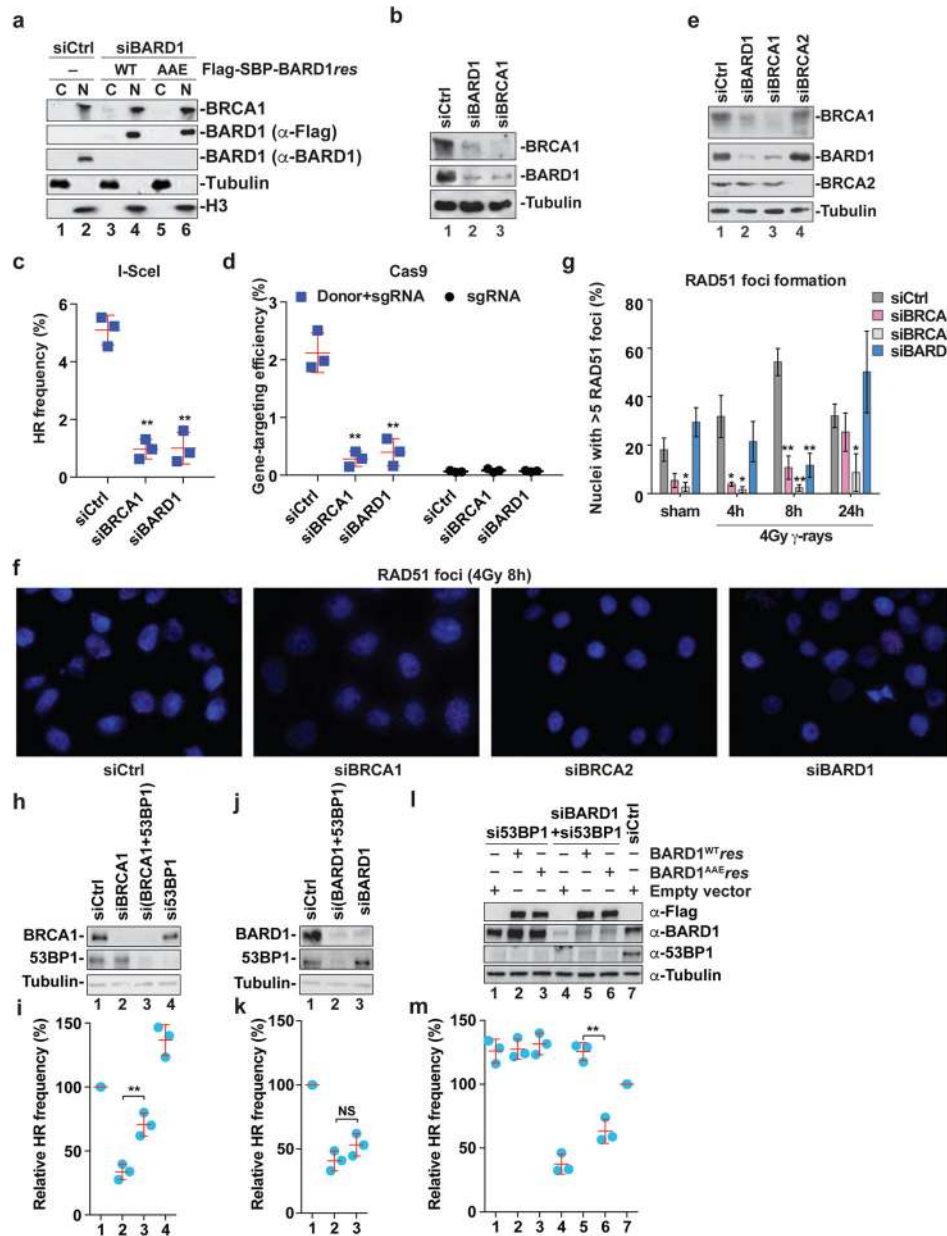 a
siCtrl siBARD1
– WT AAE Flag-SBP-BARD1res
C N C N C N
-BRCA1
-BARD1 (α-Flag)
-BARD1 (α-BARD1)
-Tubulin
-H3
1 2 3 4 5 6
b
siCtrl siBARD1 siBRCA1
-BRCA1
-BARD1
-Tubulin
1 2 3
e
siCtrl siBARD1 siBRCA1 siBRCA2
-BRCA1
-BARD1
-BRCA2
-Tubulin
1 2 3 4
c
I-SceI
HR frequency (%)
6
4
2
0
** **
siCtrl siBRCA1 siBARD1
d
Cas9
Donor+sgRNA sgRNA
Gene-targeting efficiency (%)
3
2
1
0
** **
siCtrl siBRCA1 siBARD1 siCtrl siBRCA1 siBARD1
g
RAD51 foci formation
siCtrl
siBRCA
siBRCA
siBARD
Nuclei with >5 RAD51 foci (%)
80
60
40
20
0
* * * ** ** ** *
sham 4h 8h 24h
4Gy γ-rays
f
RAD51 foci (4Gy 8h)
siCtrl siBRCA1 siBRCA2 siBARD1
h
siCtrl siBRCA1 si(BRCA1+53BP1) si53BP1
BRCA1-
53BP1-
Tubulin-
1 2 3 4
j
siCtrl si(BARD1+53BP1) siBARD1
BARD1-
53BP1-
Tubulin-
1 2 3
l
si53BP1 siBARD1 +si53BP1 siCtrl
– + – – + – – BARD1WTres
– – + – – + – BARD1AAEres
+ – – + – – + Empty vector
α-Flag
α-BARD1
α-53BP1
α-Tubulin
1 2 3 4 5 6 7
i
Relative HR frequency (%)
150
100
50
0
**
1 2 3 4
k
Relative HR frequency (%)
150
100
50
0
NS
1 2 3
m
Relative HR frequency (%)
150
100
50
0
**
1 2 3 4 5 6 7